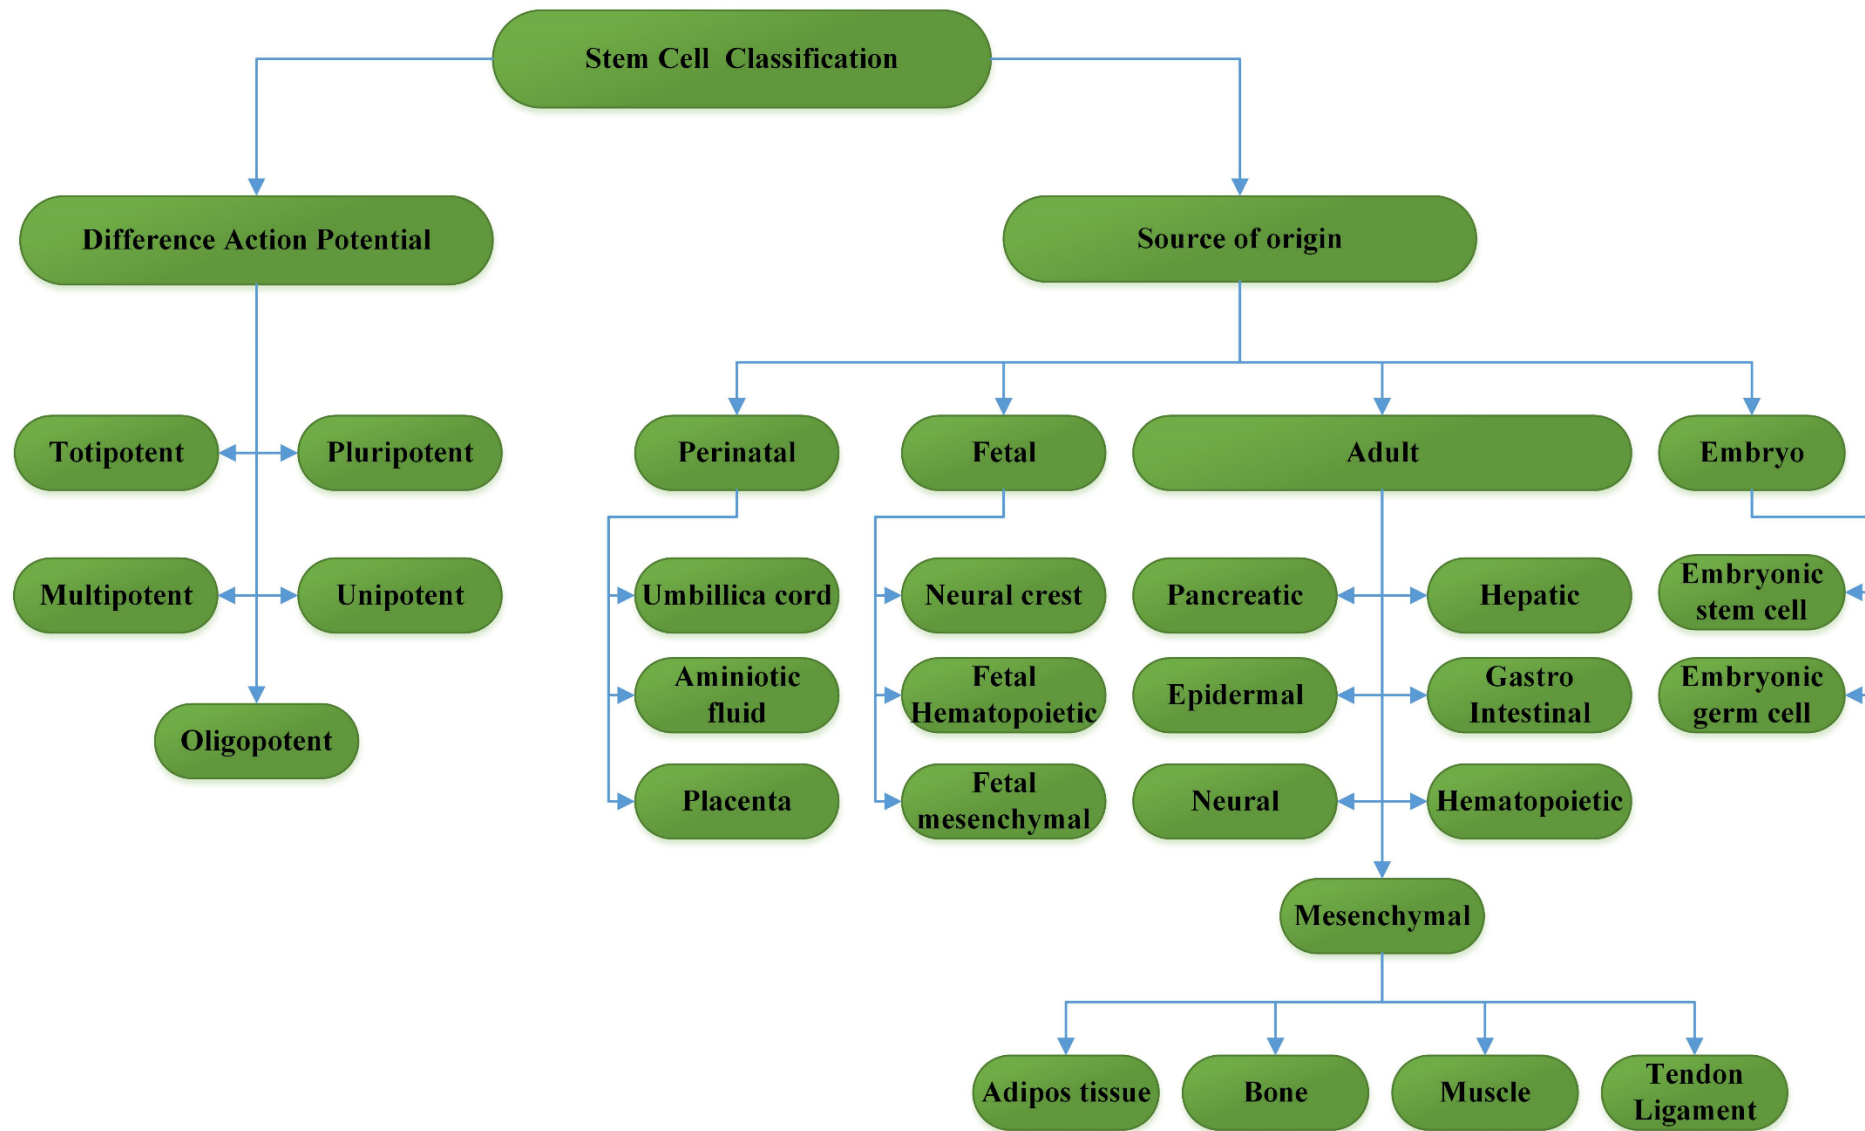 Stem Cell  Classification
Difference Action Potential
Source of origin
Totipotent
Pluripotent
Multipotent
Unipotent
Oligopotent
Perinatal
Fetal
Adult
Embryo
Umbillica cord
Aminiotic
fluid
Placenta
Neural crest
Fetal
Hematopoietic
Fetal
mesenchymal
Pancreatic
Hepatic
Epidermal
Gastro
Intestinal
Neural
Hematopoietic
Embryonic
stem cell
Embryonic
germ cell
Mesenchymal
Adipos tissue
Bone
Muscle
Tendon
Ligament